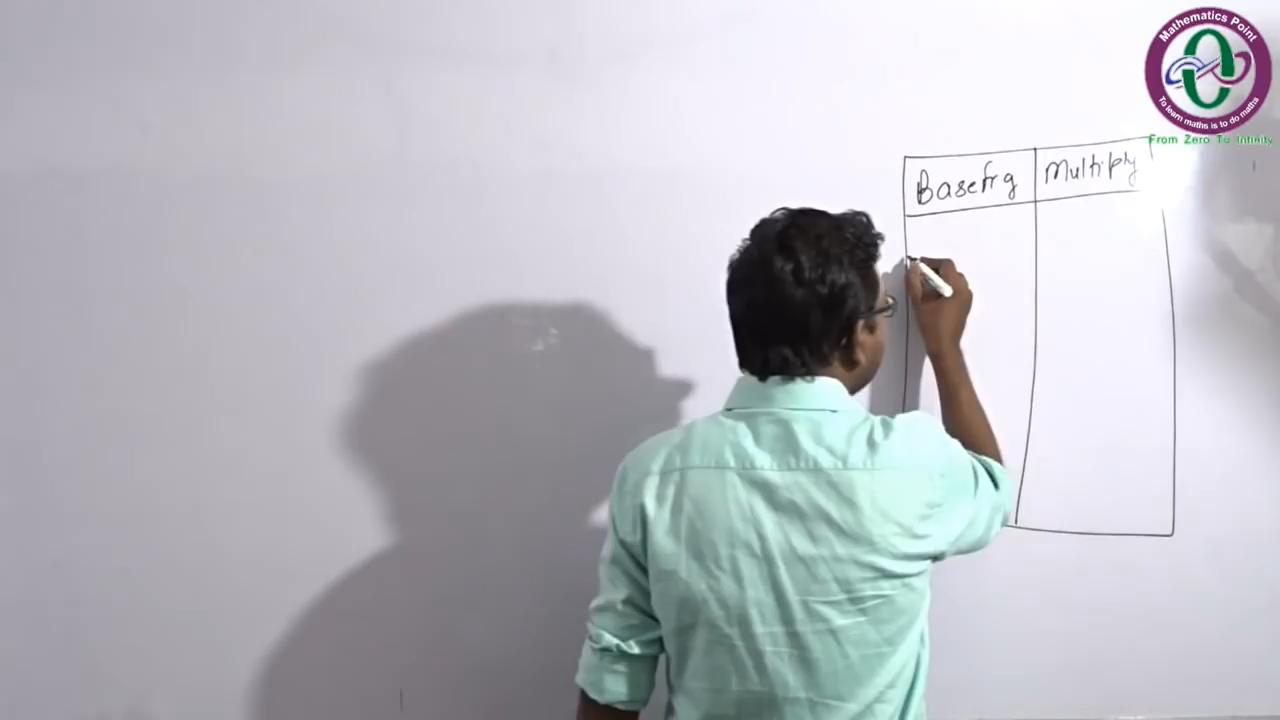 Mathematics Point
To learn maths is to do maths
From Zero To Infinity
Basefrg Multiply